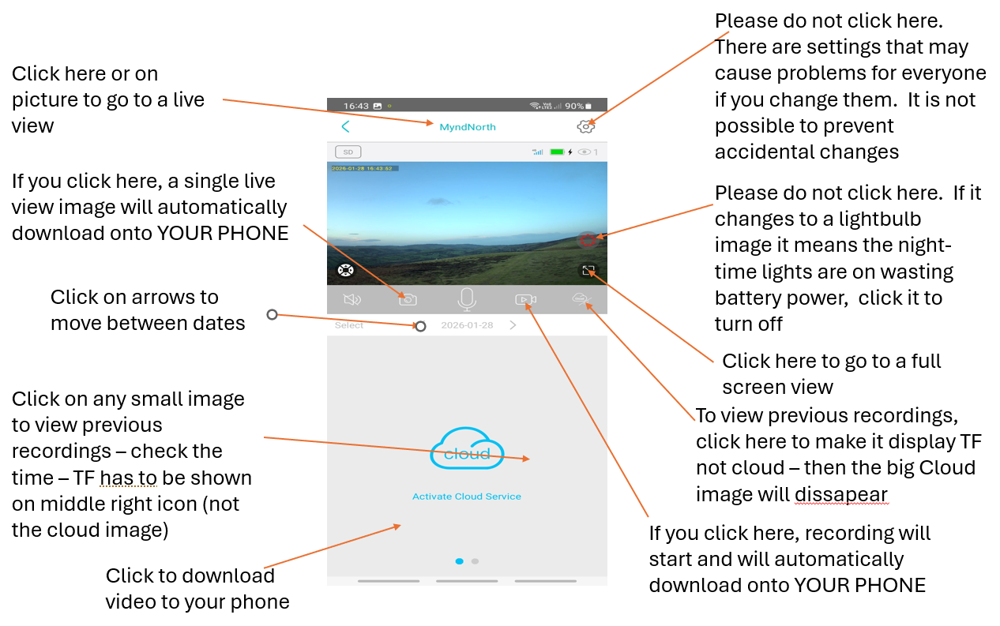 Please do not click here.
There are settings that may
cause problems for everyone
if you change them.  It is not
possible to prevent
accidental changes
Click here or on
picture to go to a live
view
16:43
90%
MyndNorth
SD
1
2026-01-28 16:43:52
If you click here, a single live
view image will automatically
download onto YOUR PHONE
Please do not click here.  If it
changes to a lightbulb
image it means the night-
time lights are on wasting
battery power,  click it to
turn off
Click on arrows to
move between dates
Select
2026-01-28
Click here to go to a full
screen view
Click on any small image
to view previous
recordings – check the
time – TF has to be shown
on middle right icon (not
the cloud image)
To view previous recordings,
click here to make it display TF
not cloud – then the big Cloud
image will dissapear
cloud
Activate Cloud Service
If you click here, recording will
start and will automatically
download onto YOUR PHONE
Click to download
video to your phone